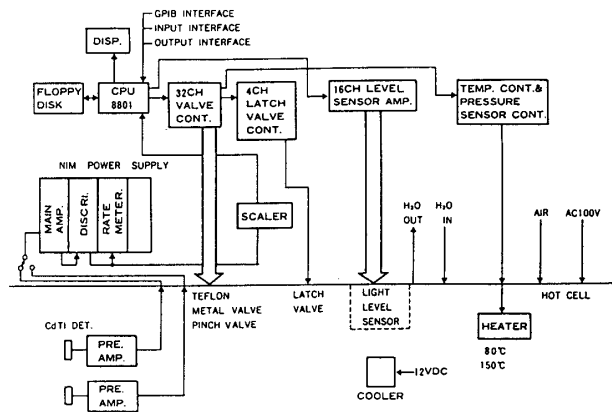 GPIB INTERFACE
INPUT INTERFACE
OUTPUT INTERFACE
DISP.
FLOPPY
DISK
CPU
8801
32CH
VALVE
CONT.
4CH
LATCH
VALVE
CONT.
16CH LEVEL
SENSOR AMP.
TEMP. CONT.&
PRESSURE
SENSOR CONT.
NIM POWER SUPPLY
MAIN
AMP.
DISCRI.
RATE
METER.
SCALER
H₂O
OUT
H₂O
IN
AIR
AC100V
TEFLON
METAL VALVE
PINCH VALVE
LATCH
VALVE
LIGHT
LEVEL
SENSOR
HOT CELL
CdTl DET.
PRE.
AMP.
PRE.
AMP.
HEATER
80℃
150℃
12VDC
COOLER